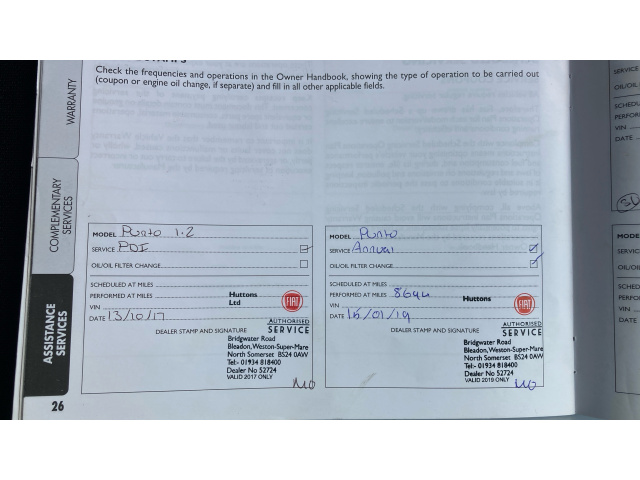 Check the frequencies and operations in the Owner Handbook, showing the type of operation to be carried out
(coupon or engine oil change, if separate) and fill in all other applicable fields.
WARRANTY
COMPLEMENTARY
SERVICES
ASSISTANCE
SERVICES
MODEL Punto 1.2
SERVICE PDI
OIL/OIL FILTER CHANGE
SCHEDULED AT MILES
PERFORMED AT MILES
VIN
DATE 13/10/17
Huttons
Ltd
FIAT
AUTHORISED
SERVICE
DEALER STAMP AND SIGNATURE
Bridgwater Road
Bleadon, Weston-Super-Mare
North Somerset BS24 0AW
Tel:- 01934 818400
Dealer No 52724
VALID 2017 ONLY
MODEL Punto
SERVICE Annual
OIL/OIL FILTER CHANGE
SCHEDULED AT MILES
PERFORMED AT MILES 8644
VIN
DATE 16/01/19
Huttons
FIAT
AUTHORISED
SERVICE
DEALER STAMP AND SIGNATURE
Bridgwater Road
Bleadon, Weston-Super-Mare
North Somerset BS24 0AW
Tel:- 01934 818400
Dealer No 52724
VALID 2019 ONLY
26
SERVICE
OIL/OIL
VIN
DATE
MODE
SERVIC
OIL/OIL
SCHED
PERFO
VIN
DATE